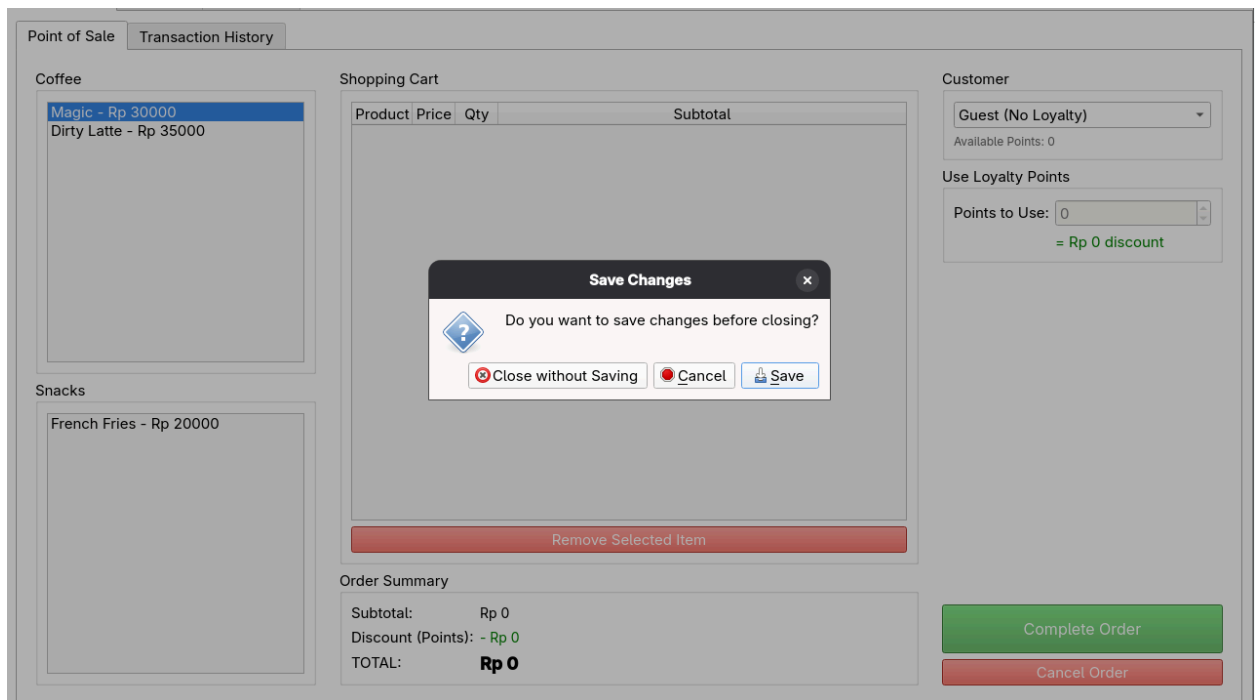 Point of Sale
Transaction History
Coffee
Magic - Rp 30000
Dirty Latte - Rp 35000
Snacks
French Fries - Rp 20000
Shopping Cart
Product Price Qty Subtotal
Remove Selected Item
Order Summary
Subtotal: Rp 0
Discount (Points): - Rp 0
TOTAL: Rp 0
Customer
Guest (No Loyalty)
Available Points: 0
Use Loyalty Points
Points to Use: 0
= Rp 0 discount
Complete Order
Cancel Order
Save Changes
Do you want to save changes before closing?
Close without Saving
Cancel
Save